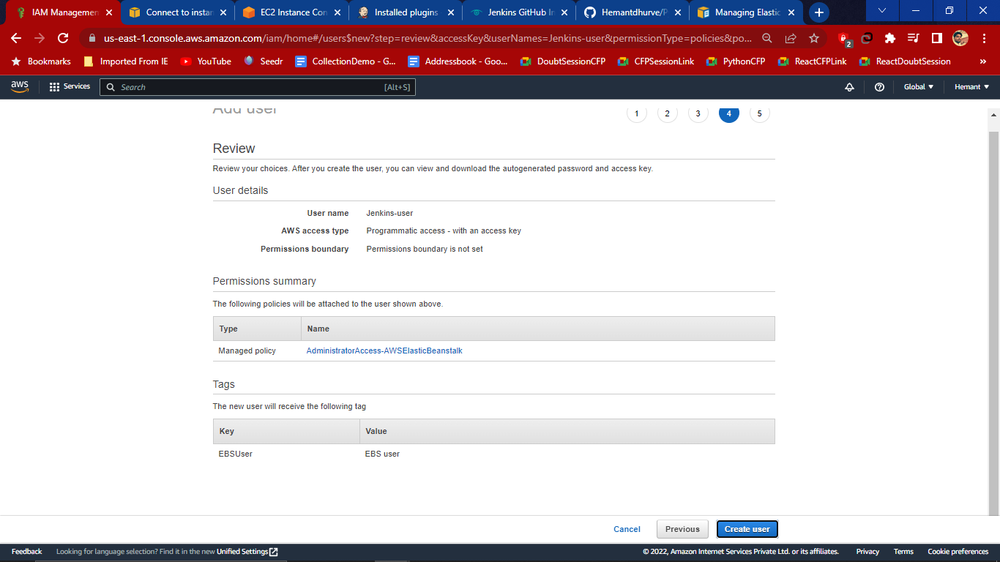 IAM Managemen
Connect to instan
EC2 Instance Con
Installed plugins
Jenkins GitHub In
Hemantdhurve/P
Managing Elastic
us-east-1.console.aws.amazon.com/iam/home#/users$new?step=review&accessKey&userNames=Jenkins-user&permissionType=policies&po...
2
Bookmarks
Imported From IE
YouTube
Seedr
CollectionDemo - G...
Addressbook - Goo...
DoubtSessionCFP
CFPSessionLink
PythonCFP
ReactCFPLink
ReactDoubtSession
»
aws
Services
Search
[Alt+S]
Global
Hemant
Add user
1 2 3 4 5
Review
Review your choices. After you create the user, you can view and download the autogenerated password and access key.
User details
User name Jenkins-user
AWS access type Programmatic access - with an access key
Permissions boundary Permissions boundary is not set
Permissions summary
The following policies will be attached to the user shown above.
Type Name
Managed policy AdministratorAccess-AWSElasticBeanstalk
Tags
The new user will receive the following tag
Key Value
EBSUser EBS user
Cancel Previous Create user
Feedback
Looking for language selection? Find it in the new Unified Settings
© 2022, Amazon Internet Services Private Ltd. or its affiliates.
Privacy
Terms
Cookie preferences